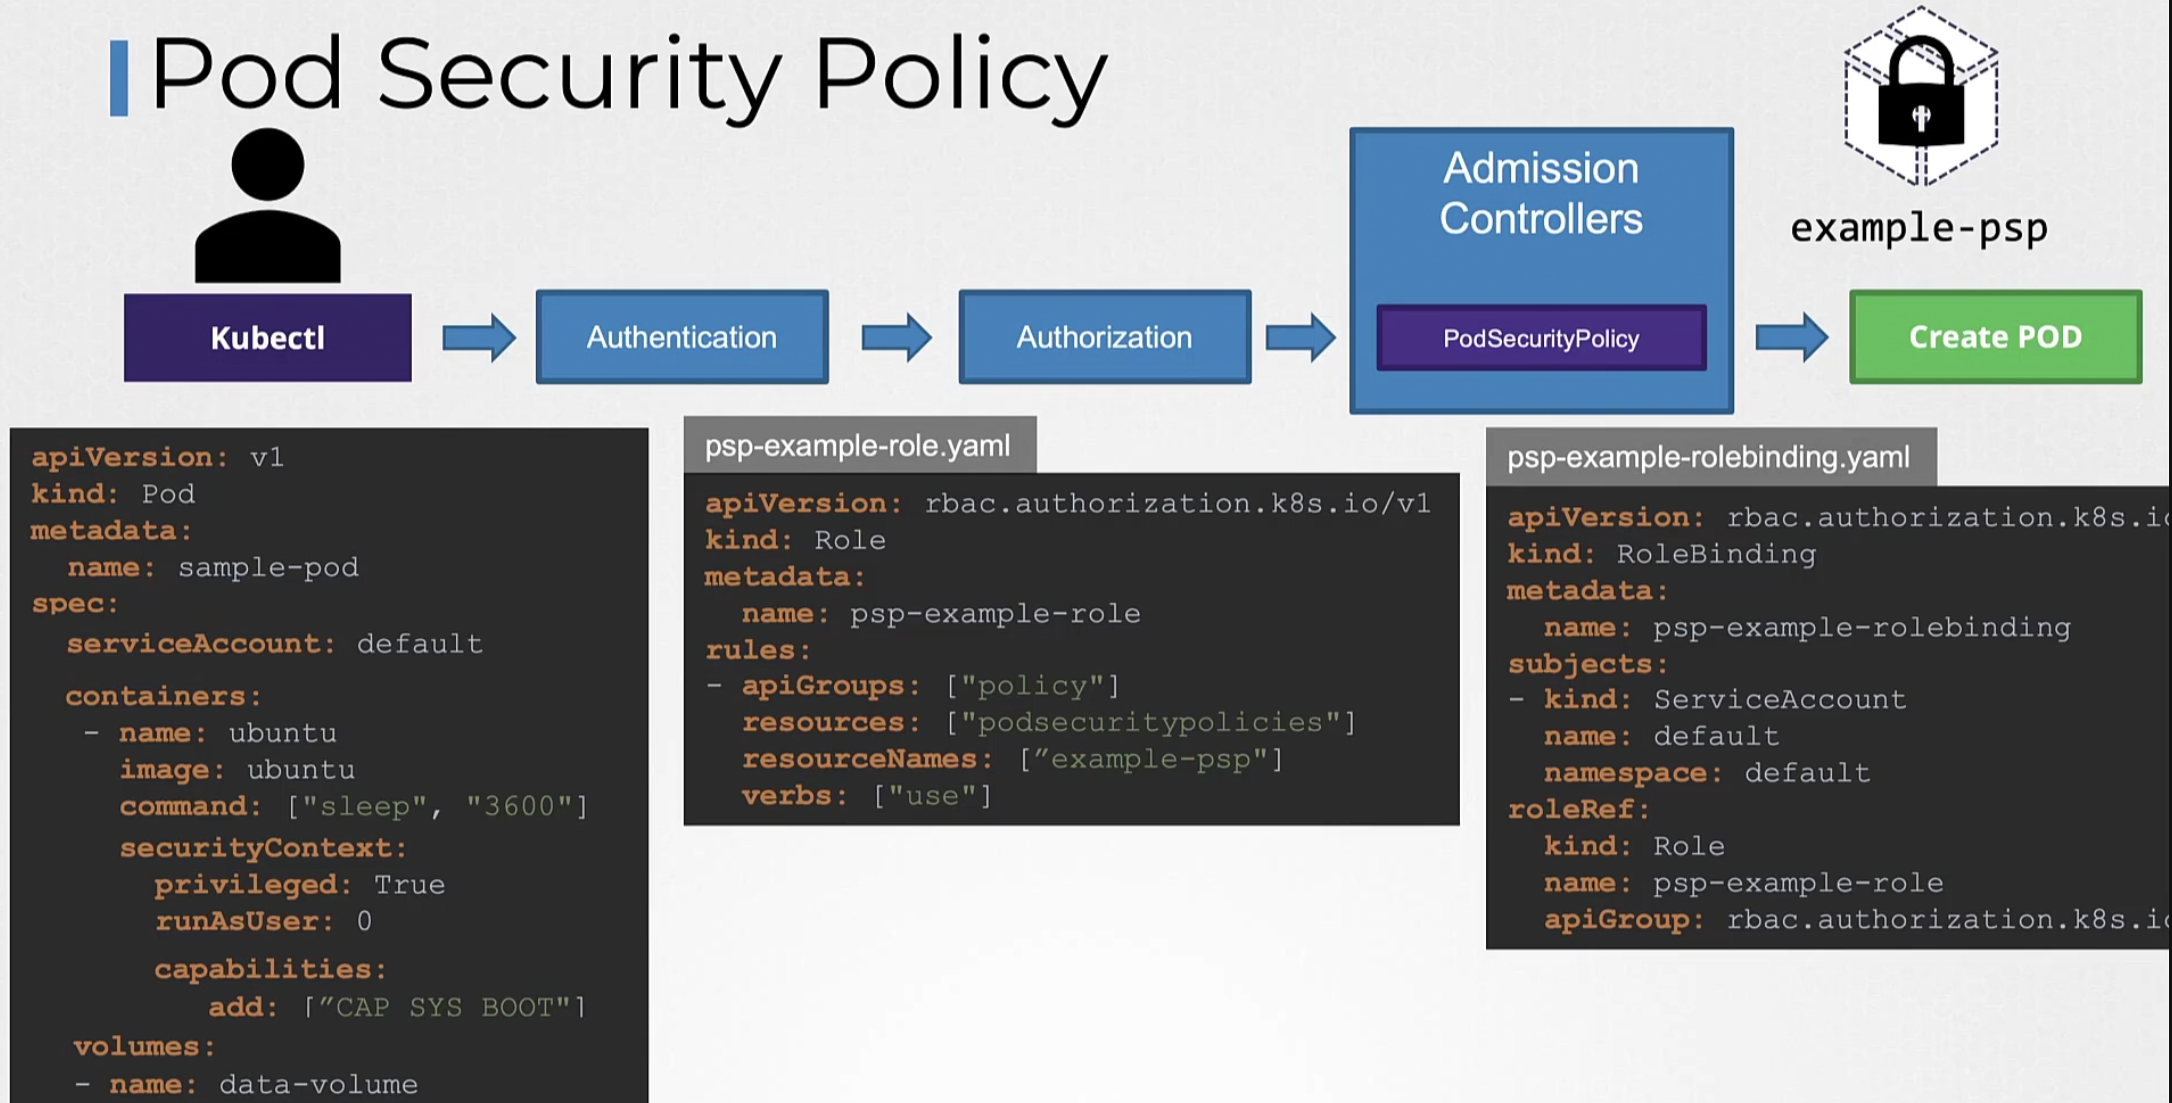 Pod Security Policy
Kubectl
Authentication
Authorization
Admission
Controllers
PodSecurityPolicy
example-psp
Create POD
apiVersion: v1
kind: Pod
metadata:
  name: sample-pod
spec:
  serviceAccount: default
  containers:
   - name: ubuntu
     image: ubuntu
     command: ["sleep", "3600"]
     securityContext:
       privileged: True
       runAsUser: 0
       capabilities:
          add: [”CAP SYS BOOT"]
  volumes:
  - name: data-volume
psp-example-role.yaml
apiVersion: rbac.authorization.k8s.io/v1
kind: Role
metadata:
  name: psp-example-role
rules:
- apiGroups: ["policy"]
  resources: ["podsecuritypolicies"]
  resourceNames: [”example-psp"]
  verbs: ["use"]
psp-example-rolebinding.yaml
apiVersion: rbac.authorization.k8s.io
kind: RoleBinding
metadata:
  name: psp-example-rolebinding
subjects:
- kind: ServiceAccount
  name: default
  namespace: default
roleRef:
  kind: Role
  name: psp-example-role
  apiGroup: rbac.authorization.k8s.io